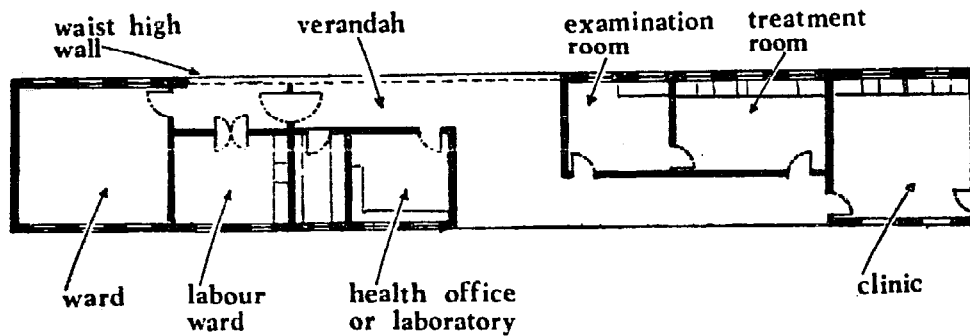 waist high
wall
verandah
examination
room
treatment
room
ward
labour
ward
health office
or laboratory
clinic